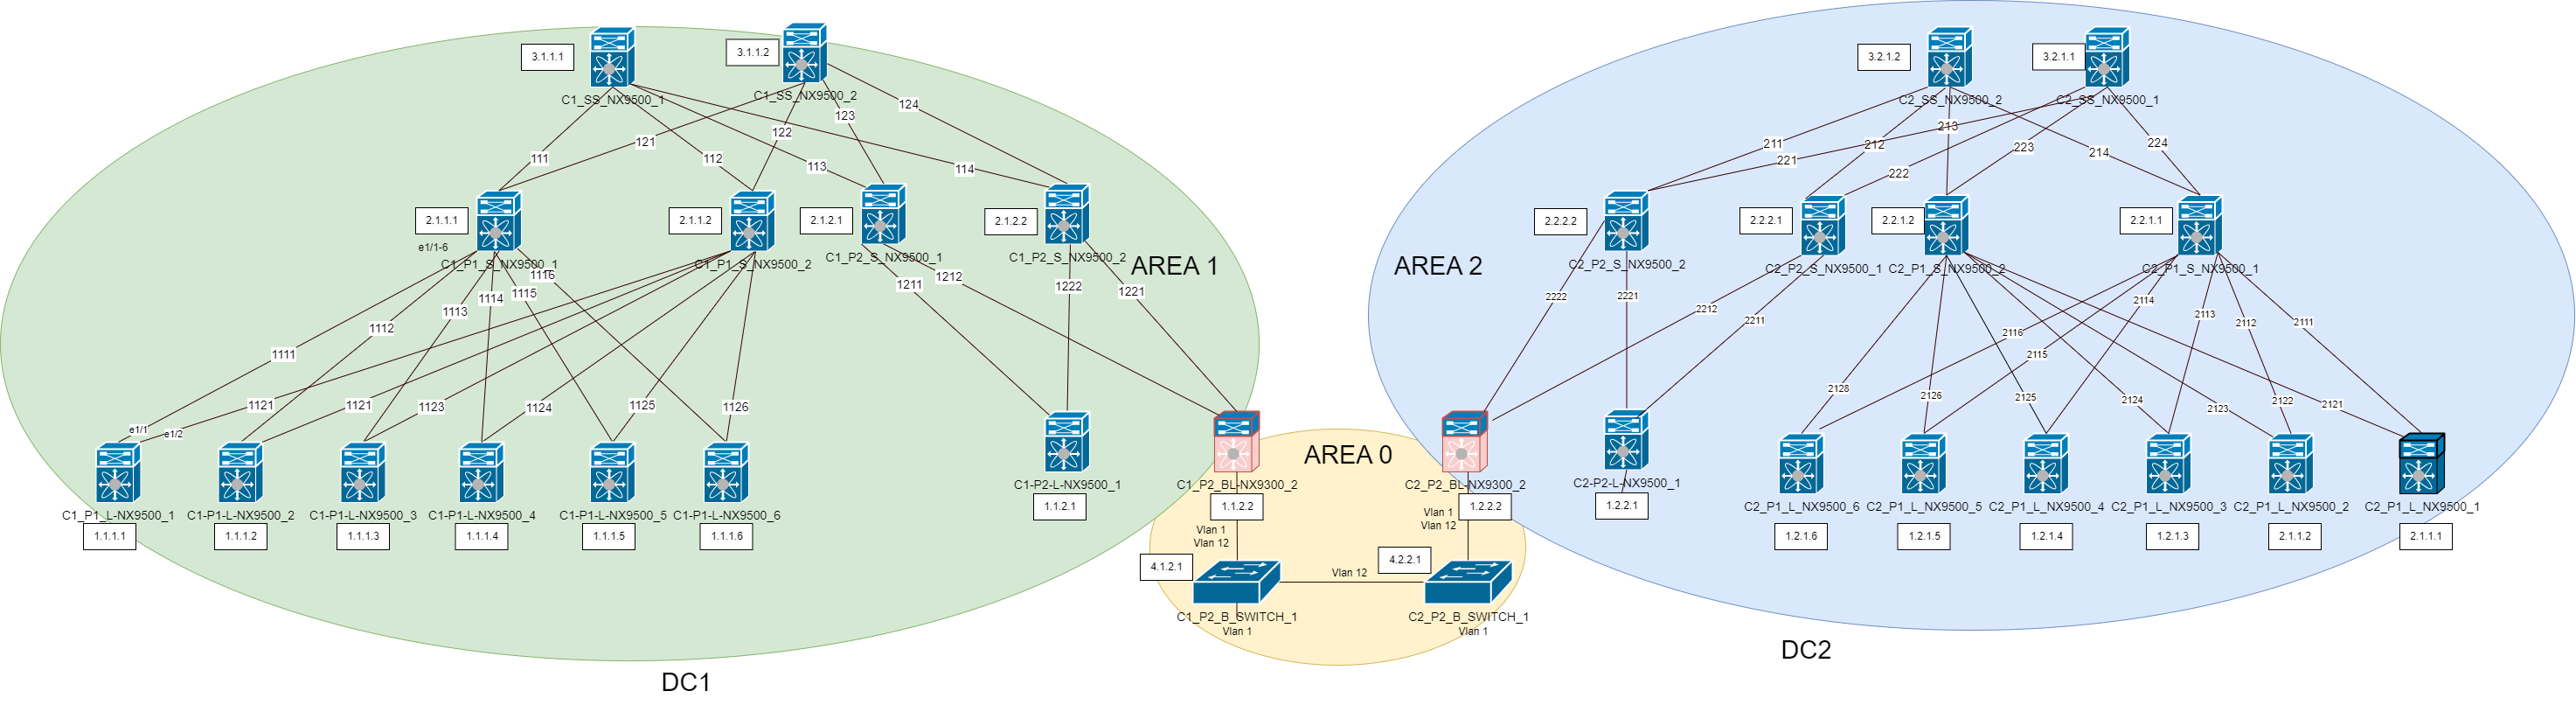 3.1.1.1
3.1.1.2
C1_SS_NX9500_1
C1_SS_NX9500_2
111
121
112
122
123
124
113
114
2.1.1.1
2.1.1.2
2.1.2.1
2.1.2.2
e1/1-6
C1_P1_S_NX9500_1
C1_P1_S_NX9500_2
C1_P2_S_NX9500_1
C1_P2_S_NX9500_2
AREA 1
1111
1112
1113
1114
1115
1116
1211
1212
1222
1221
1121
1121
1123
1124
1125
1126
e1/1
e1/2
C1_P1_L-NX9500_1
C1-P1-L-NX9500_2
C1-P1-L-NX9500_3
C1-P1-L-NX9500_4
C1-P1-L-NX9500_5
C1-P1-L-NX9500_6
C1-P2-L-NX9500_1
C1_P2_BL-NX9300_2
1.1.1.1
1.1.1.2
1.1.1.3
1.1.1.4
1.1.1.5
1.1.1.6
1.1.2.1
1.1.2.2
DC1
AREA 0
Vlan 1
Vlan 12
4.1.2.1
C1_P2_B_SWITCH_1
Vlan 1
Vlan 12
C2_P2_BL-NX9300_2
1.2.2.2
Vlan 1
Vlan 12
4.2.2.1
C2_P2_B_SWITCH_1
Vlan 1
3.2.1.2
3.2.1.1
C2_SS_NX9500_2
C2_SS_NX9500_1
211
221
212
213
222
223
214
224
2.2.2.2
2.2.2.1
2.2.1.2
2.2.1.1
AREA 2
C2_P2_S_NX9500_2
C2_P2_S_NX9500_1
C2_P1_S_NX9500_2
C2_P1_S_NX9500_1
2222
2221
2212
2211
2116
2115
2114
2113
2112
2111
2128
2126
2125
2124
2123
2122
2121
C2-P2-L-NX9500_1
C2_P1_L_NX9500_6
C2_P1_L_NX9500_5
C2_P1_L_NX9500_4
C2_P1_L_NX9500_3
C2_P1_L_NX9500_2
C2_P1_L_NX9500_1
1.2.2.1
1.2.1.6
1.2.1.5
1.2.1.4
1.2.1.3
2.1.1.2
2.1.1.1
DC2